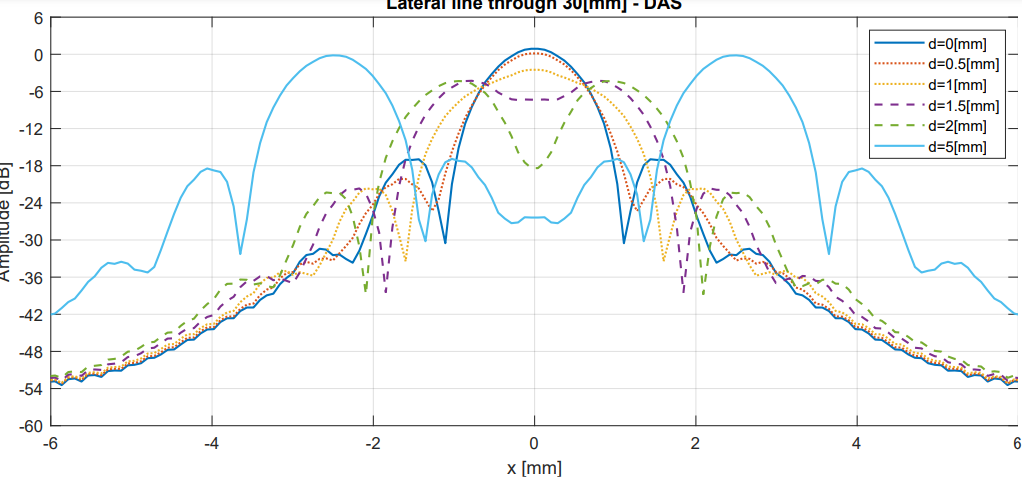 Lateral line through 30[mm] - DAS
6
0
-6
-12
-18
-24
-30
-36
-42
-48
-54
-60
Amplitude [dB]
-6 -4 -2 0 2 4 6
x [mm]
d=0[mm]
d=0.5[mm]
d=1[mm]
d=1.5[mm]
d=2[mm]
d=5[mm]